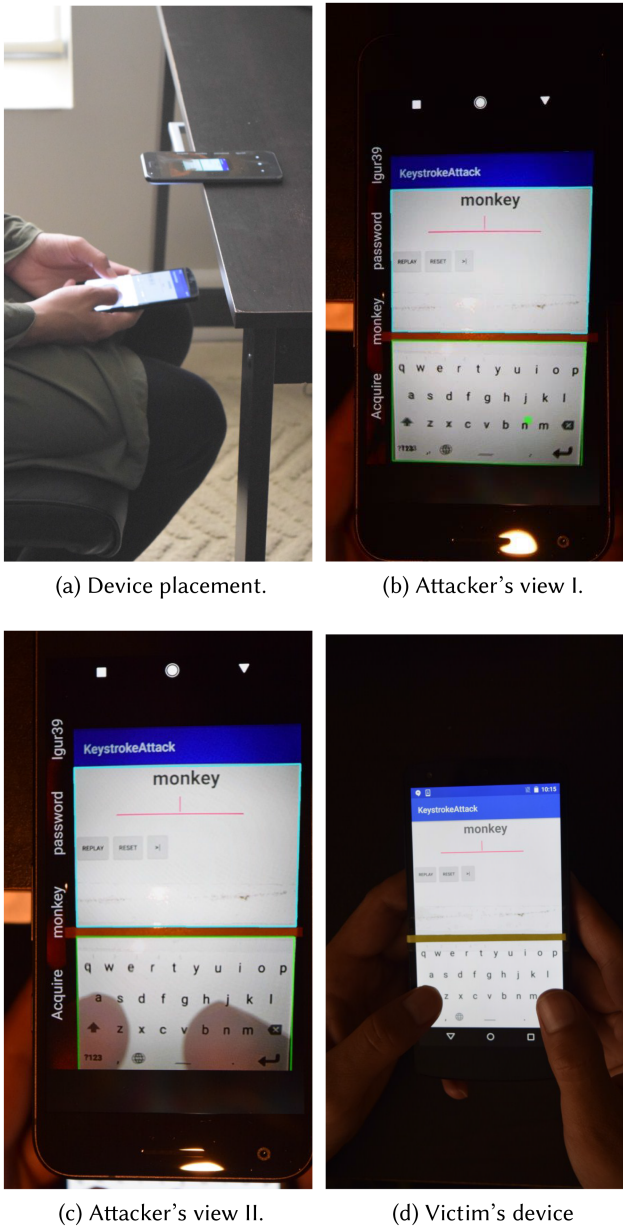 (a) Device placement.
KeystrokeAttack
monkey
REPLAY RESET »|
q w e r t y u i o p
a s d f g h j k l
z x c v b n m
?123 , .
Igur39
password
monkey
Acquire
(b) Attacker's view I.
KeystrokeAttack
monkey
REPLAY RESET »|
q w e r t y u i o p
a s d f g h j k l
z x c v b n m
?123 , .
Igur39
password
monkey
Acquire
(c) Attacker's view II.
10:15
KeystrokeAttack
monkey
REPLAY RESET
q w e r t y u i o p
a s d f g h j k l
z x c v b n m
(d) Victim's device